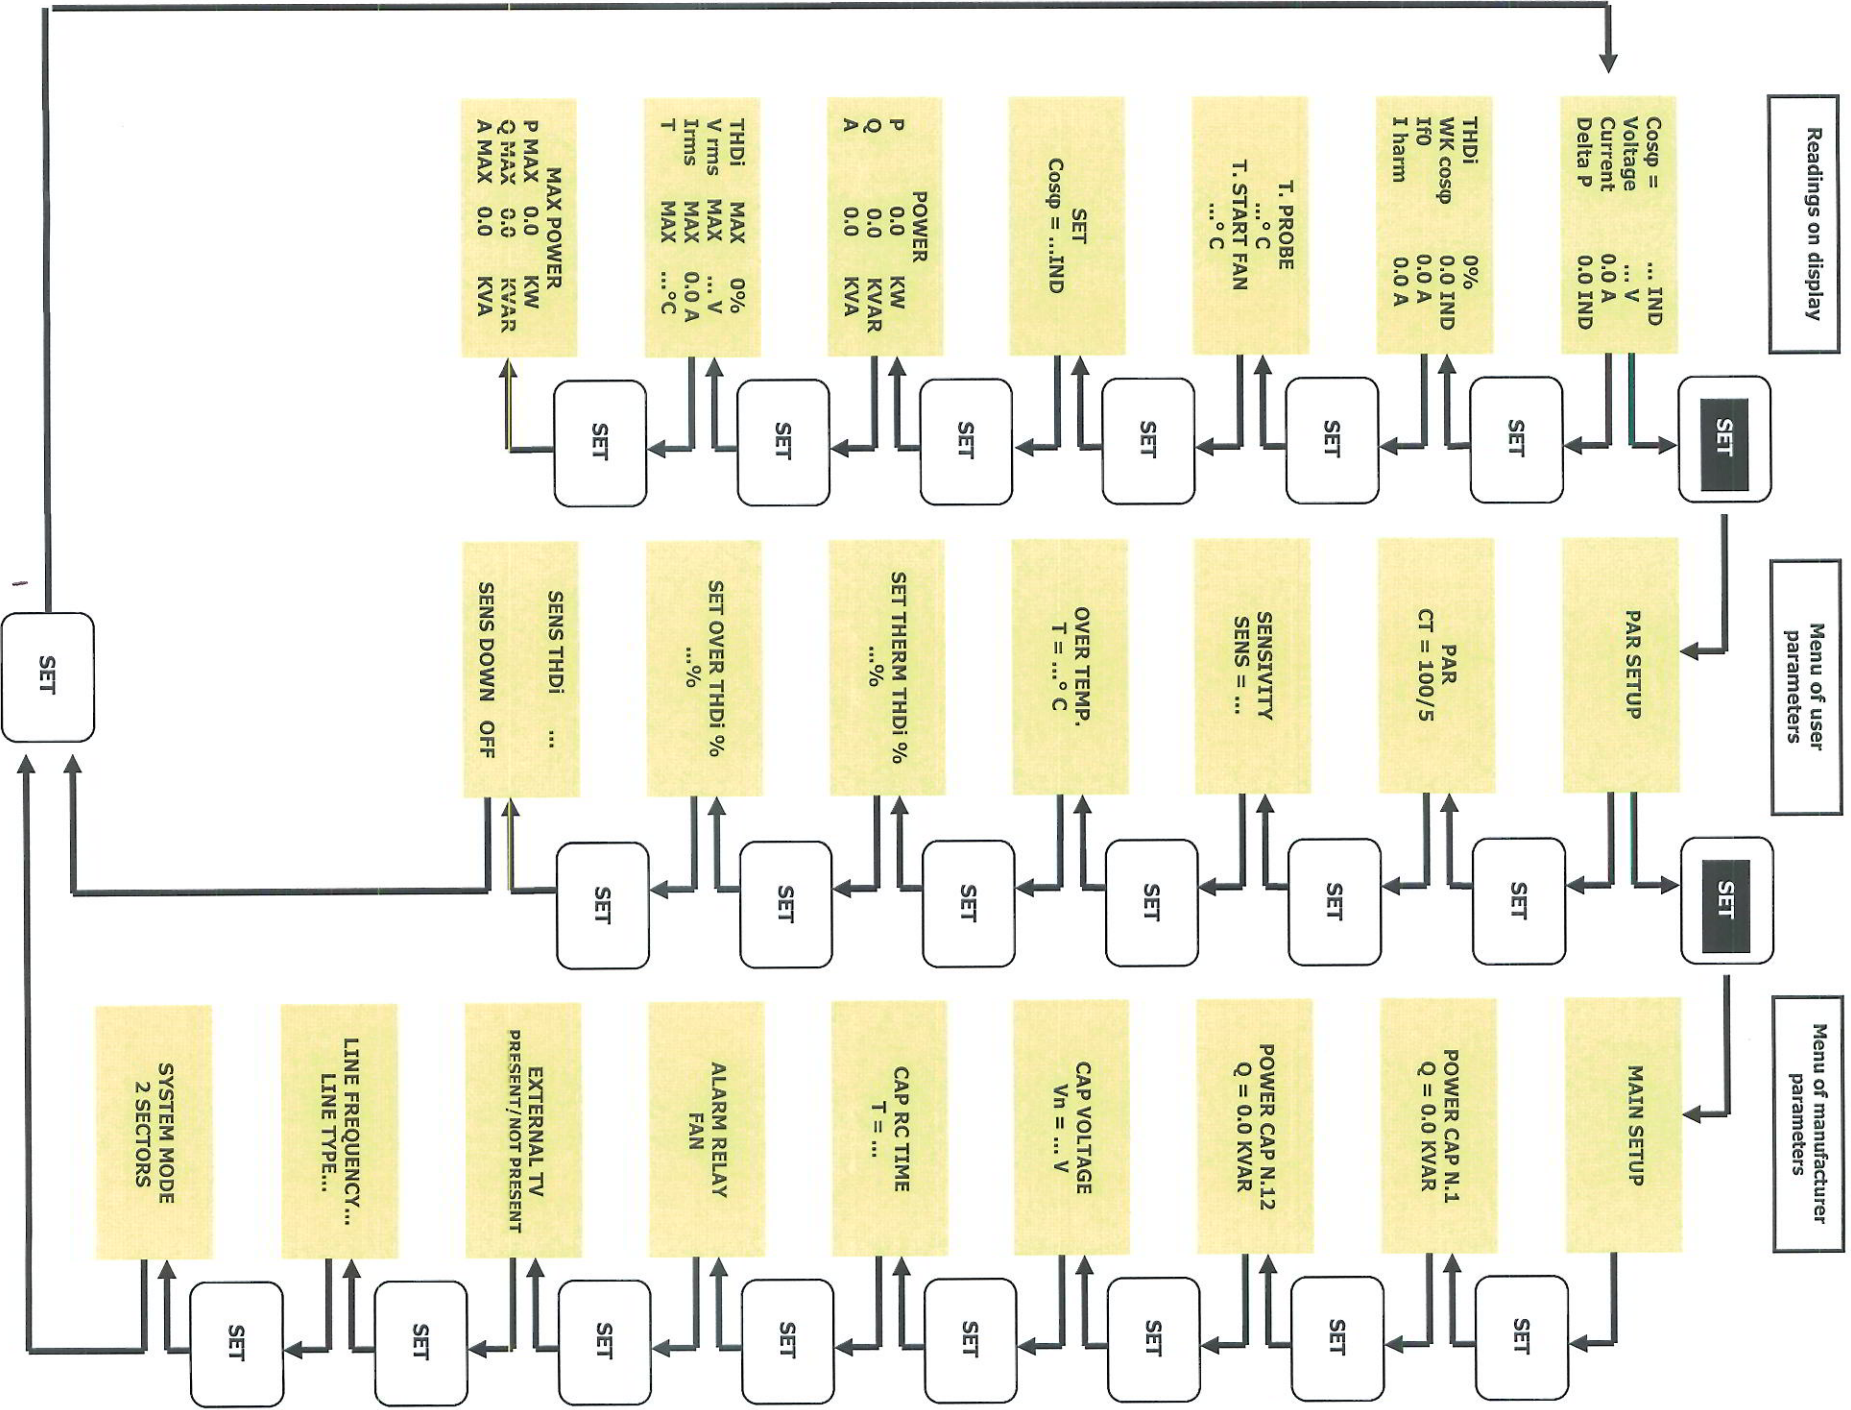 Readings on display
SET
Cosφ = ... IND
Voltage ... V
Current 0.0 A
Delta P 0.0 IND
SET
THDi 0%
WK cosφ 0.0 IND
If0 0.0 A
I harm 0.0 A
SET
T. PROBE
...° C
T. START FAN
...° C
SET
SET
Cosφ = ...IND
SET
POWER
P 0.0 KW
Q 0.0 KVAR
A 0.0 KVA
SET
THDi MAX 0%
V rms MAX ... V
Irms MAX 0.0 A
T MAX ...°C
SET
MAX POWER
P MAX 0.0 KW
Q MAX 0.0 KVAR
A MAX 0.0 KVA
Menu of user
parameters
SET
PAR SETUP
SET
PAR
CT = 100/5
SET
SENSIVITY
SENS = ...
SET
OVER TEMP.
T = ...° C
SET
SET THERM THDi %
...%
SET
SET OVER THDi %
...%
SET
SENS THDi ...
SENS DOWN OFF
SET
Menu of manufacturer
parameters
MAIN SETUP
SET
POWER CAP N.1
Q = 0.0 KVAR
SET
POWER CAP N.12
Q = 0.0 KVAR
SET
CAP VOLTAGE
Vn = ... V
SET
CAP RC TIME
T = ...
SET
ALARM RELAY
FAN
SET
EXTERNAL TV
PRESENT/NOT PRESENT
SET
LINE FREQUENCY...
LINE TYPE...
SET
SYSTEM MODE
2 SECTORS